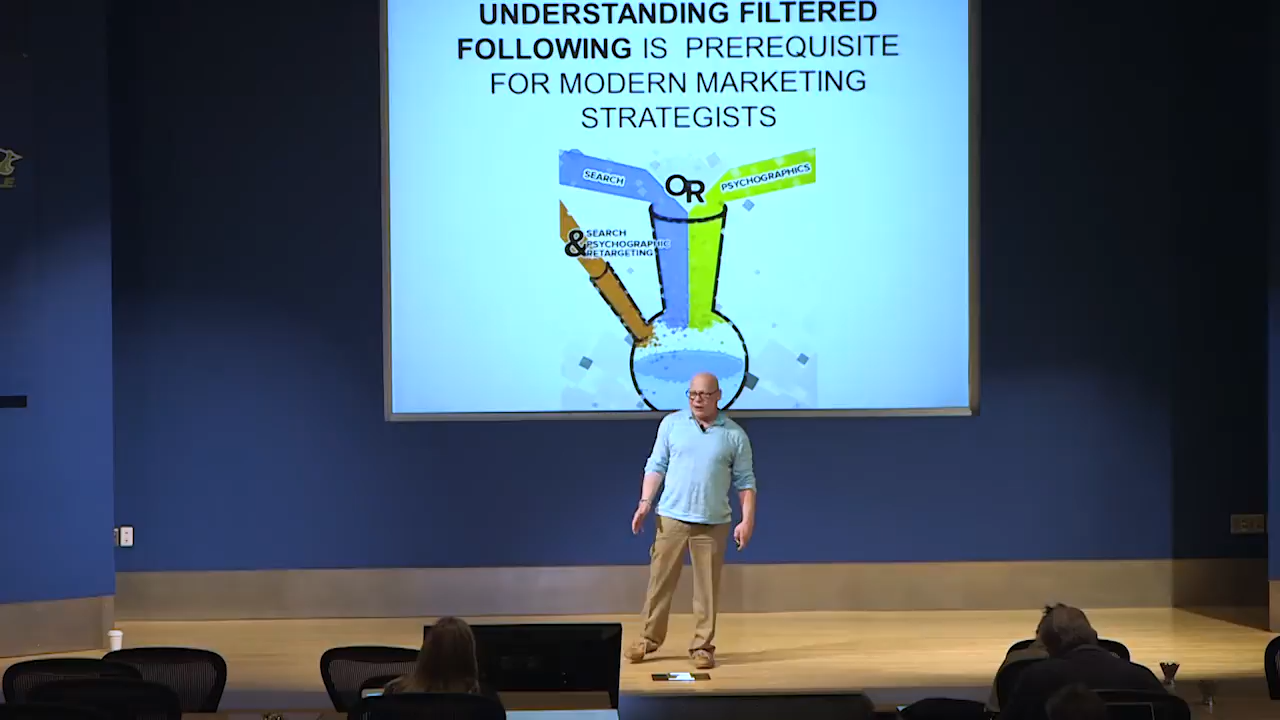 UNDERSTANDING FILTERED
FOLLOWING IS PREREQUISITE
FOR MODERN MARKETING
STRATEGISTS
SEARCH
OR
PSYCHOGRAPHICS
&
SEARCH
PSYCHOGRAPHIC
RETARGETING